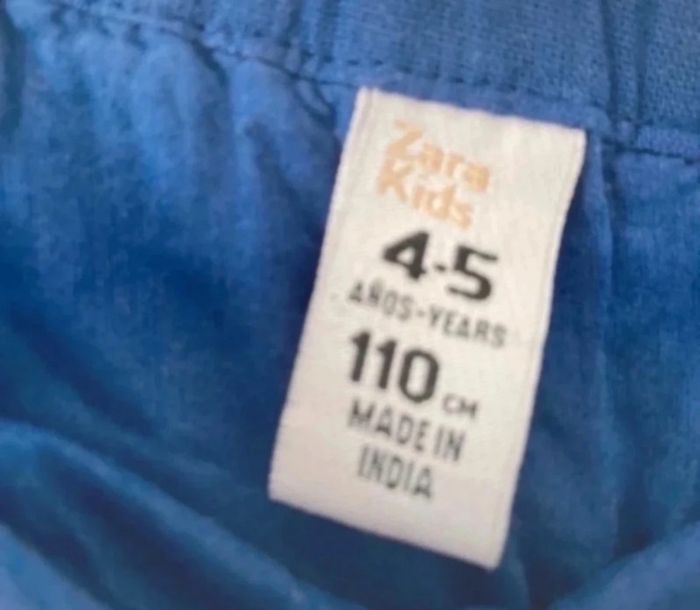 Zara
Kids
4-5
AÑOS-YEARS
110 CM
MADE IN
INDIA